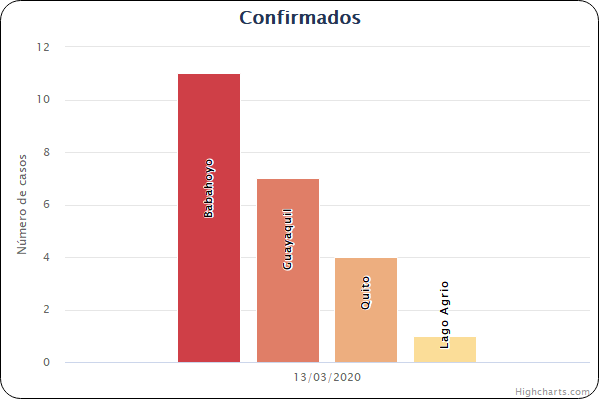 Confirmados
Número de casos
12
10
8
6
4
2
0
Babahoyo
Guayaquil
Quito
Lago Agrio
13/03/2020
Highcharts.com